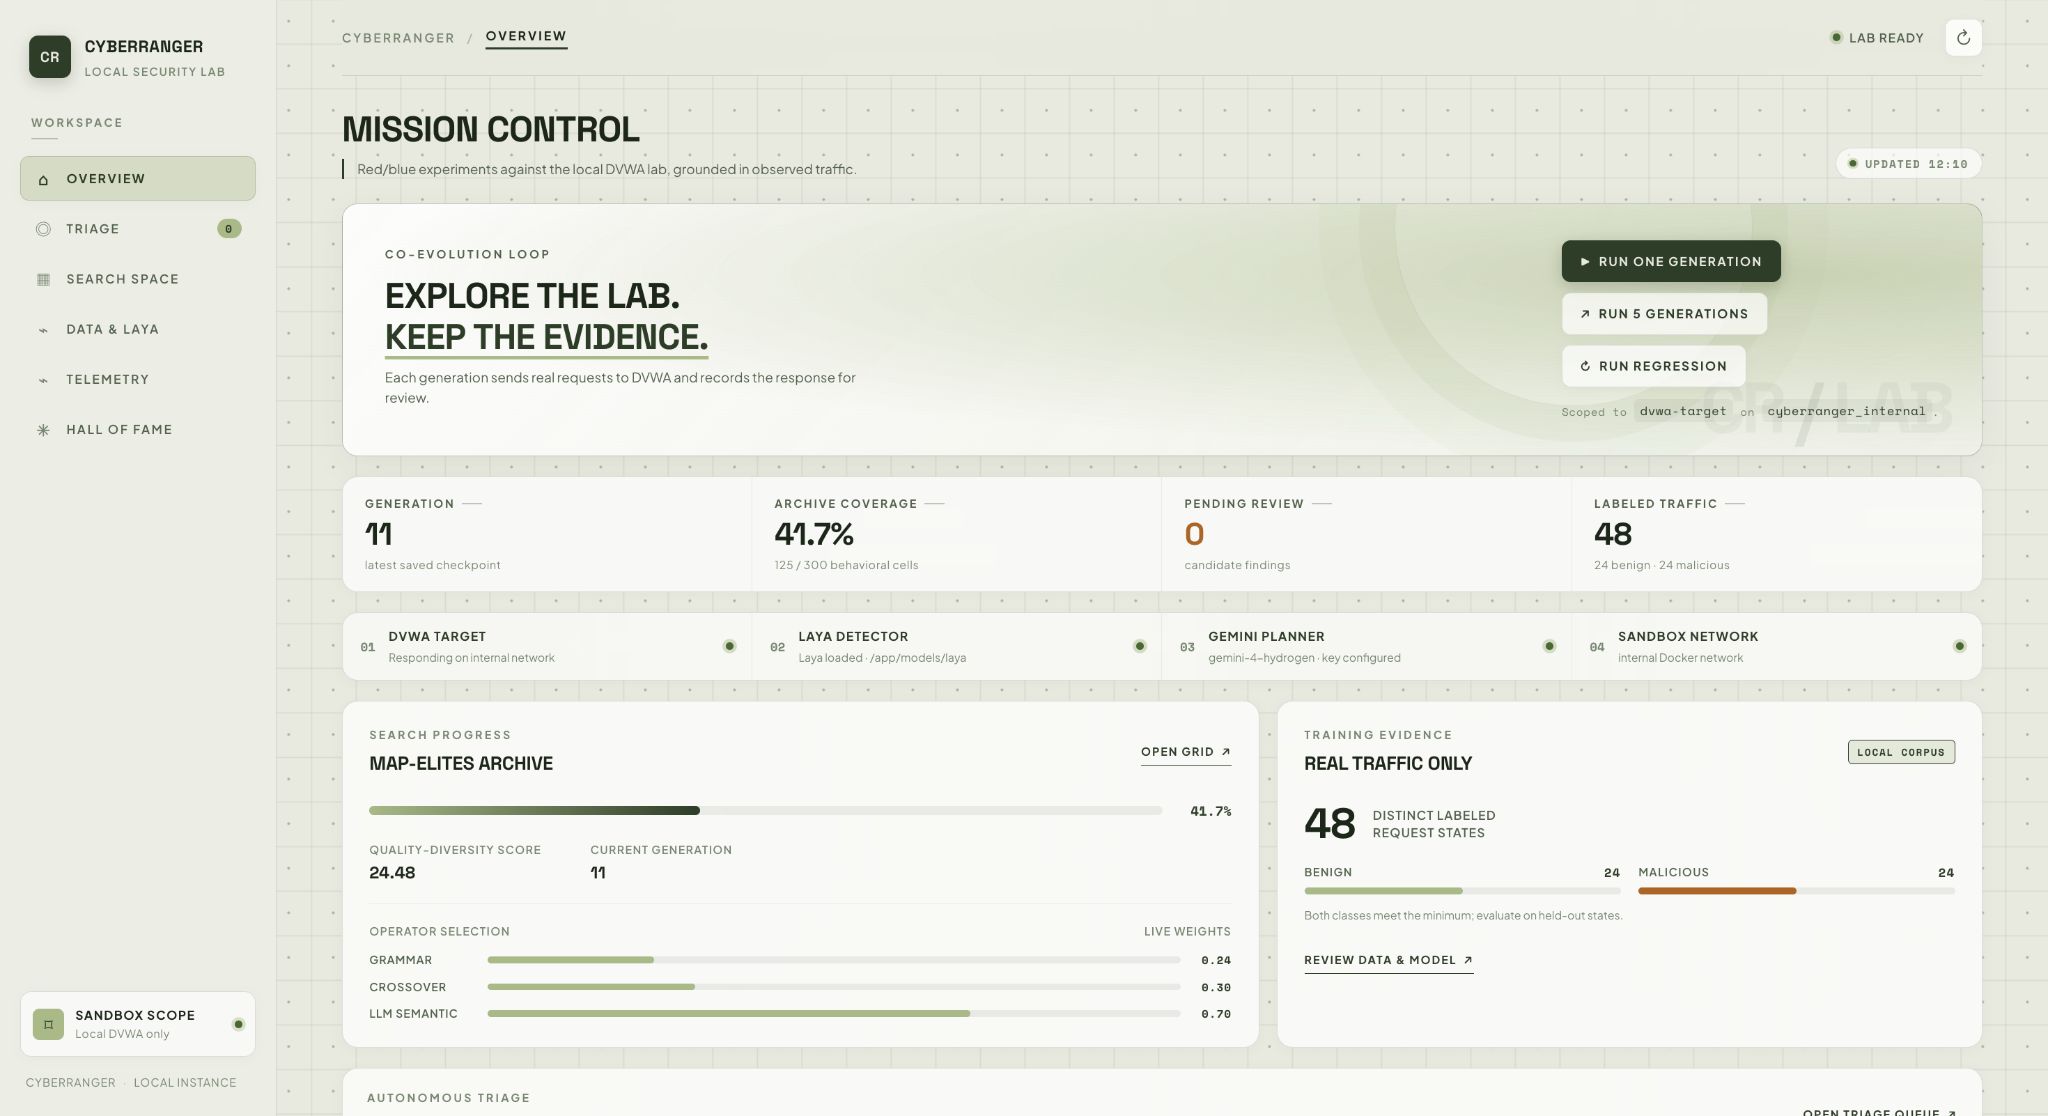 CR
CYBERRANGER
LOCAL SECURITY LAB
WORKSPACE
OVERVIEW
TRIAGE 0
SEARCH SPACE
DATA & LAYA
TELEMETRY
HALL OF FAME
SANDBOX SCOPE
Local DVWA only
CYBERRANGER · LOCAL INSTANCE
CYBERRANGER / OVERVIEW
LAB READY
MISSION CONTROL
Red/blue experiments against the local DVWA lab, grounded in observed traffic.
UPDATED 12:10
CO-EVOLUTION LOOP
EXPLORE THE LAB.
KEEP THE EVIDENCE.
Each generation sends real requests to DVWA and records the response for
review.
RUN ONE GENERATION
RUN 5 GENERATIONS
RUN REGRESSION
Scoped to dvwa-target on cyberranger_internal .
CR/LAB
GENERATION
11
latest saved checkpoint
ARCHIVE COVERAGE
41.7%
125 / 300 behavioral cells
PENDING REVIEW
0
candidate findings
LABELED TRAFFIC
48
24 benign · 24 malicious
01 DVWA TARGET
Responding on internal network
02 LAYA DETECTOR
Laya loaded · /app/models/laya
03 GEMINI PLANNER
gemini-4-hydrogen · key configured
04 SANDBOX NETWORK
internal Docker network
SEARCH PROGRESS
MAP-ELITES ARCHIVE
OPEN GRID ↗
41.7%
QUALITY-DIVERSITY SCORE
24.48
CURRENT GENERATION
11
OPERATOR SELECTION LIVE WEIGHTS
GRAMMAR 0.24
CROSSOVER 0.30
LLM SEMANTIC 0.70
TRAINING EVIDENCE
REAL TRAFFIC ONLY
LOCAL CORPUS
48
DISTINCT LABELED
REQUEST STATES
BENIGN 24
MALICIOUS 24
Both classes meet the minimum; evaluate on held-out states.
REVIEW DATA & MODEL ↗
AUTONOMOUS TRIAGE
OPEN TRIAGE QUEUE ↗